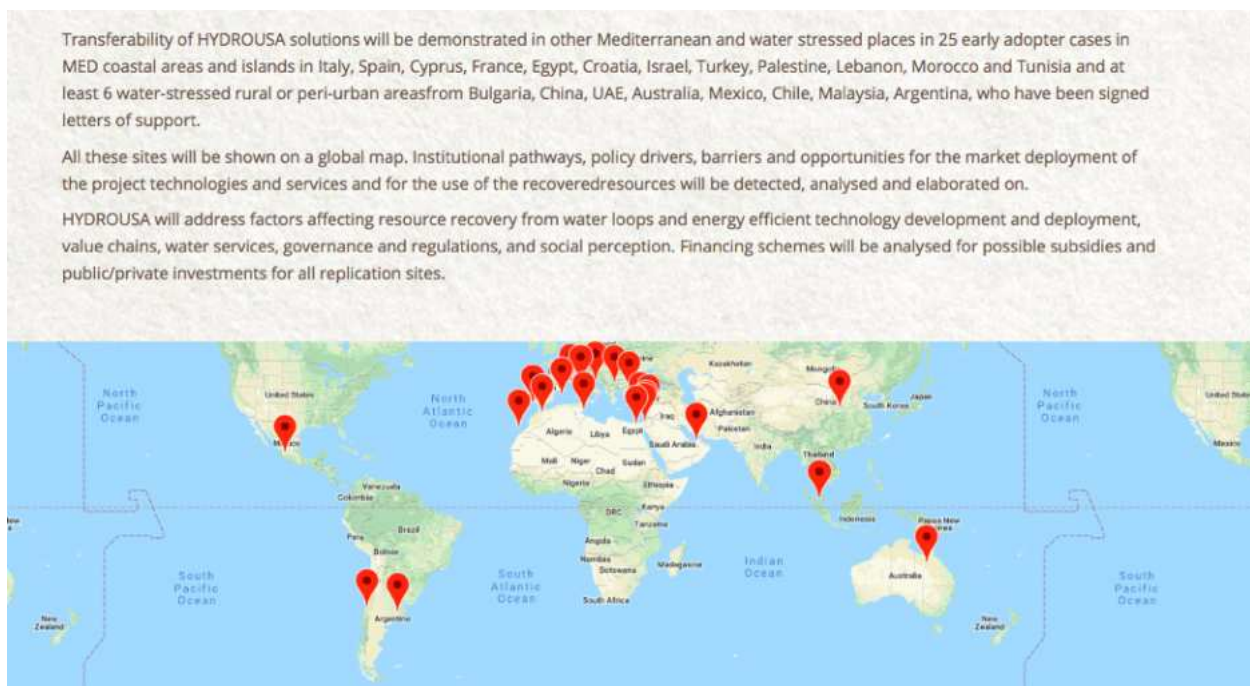 Transferability of HYDROUSA solutions will be demonstrated in other Mediterranean and water stressed places in 25 early adopter cases in
MED coastal areas and islands in Italy, Spain, Cyprus, France, Egypt, Croatia, Israel, Turkey, Palestine, Lebanon, Morocco and Tunisia and at
least 6 water-stressed rural or peri-urban areasfrom Bulgaria, China, UAE, Australia, Mexico, Chile, Malaysia, Argentina, who have been signed
letters of support.
All these sites will be shown on a global map. Institutional pathways, policy drivers, barriers and opportunities for the market deployment of
the project technologies and services and for the use of the recoveredresources will be detected, analysed and elaborated on.
HYDROUSA will address factors affecting resource recovery from water loops and energy efficient technology development and deployment,
value chains, water services, governance and regulations, and social perception. Financing schemes will be analysed for possible subsidies and
public/private investments for all replication sites.
Kazakhstan
North
Pacific
Ocean
United States
North
Atlantic
Ocean
China
South Korea
Japan
North
Pacific
Ocean
Iraq
Afghanistan
Pakistan
Algeria
Libya
Egypt
Saudi Arabia
India
Mexico
Mali
Niger
Chad
Sudan
Thailand
Venezuela
Nigeria
Ethiopia
Colombia
DRC
Kenya
Tanzania
Indonesia
Papua New
Peru
Brazil
Bolivia
Angola
Namibia
Botswana
Madagascar
Indian
Ocean
Australia
South
Pacific
Ocean
South
Atlantic
Ocean
South Africa
South
Pacific
Ocean
Argentina
New
Zealand
New
Zealand